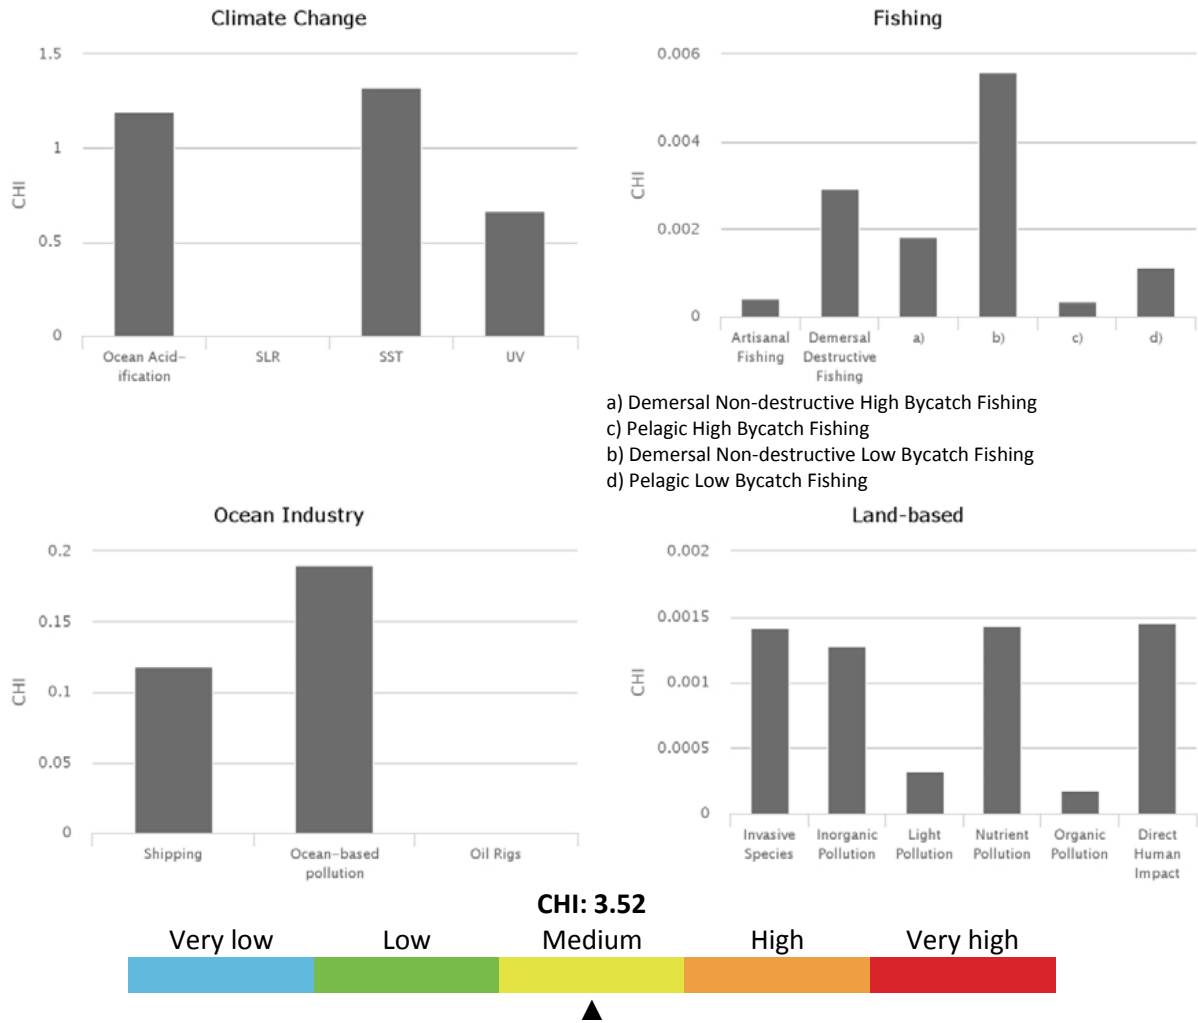 Climate Change
1.5
1
0.5
0
CHI
Ocean Acid-
ification
SLR
SST
UV
Fishing
0.006
0.004
0.002
0
CHI
Artisanal
Fishing
Demersal
Destructive
Fishing
a)
b)
c)
d)
a) Demersal Non-destructive High Bycatch Fishing
c) Pelagic High Bycatch Fishing
b) Demersal Non-destructive Low Bycatch Fishing
d) Pelagic Low Bycatch Fishing
Ocean Industry
0.2
0.15
0.1
0.05
0
CHI
Shipping
Ocean-based
pollution
Oil Rigs
Land-based
0.002
0.0015
0.001
0.0005
0
CHI
Invasive
Species
Inorganic
Pollution
Light
Pollution
Nutrient
Pollution
Organic
Pollution
Direct
Human
Impact
CHI: 3.52
Very low
Low
Medium
High
Very high